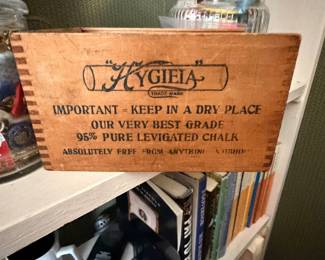 "HYGIEIA"
TRADE MARK
IMPORTANT - KEEP IN A DRY PLACE
OUR VERY BEST GRADE
95% PURE LEVIGATED CHALK
ABSOLUTELY FREE FROM ANYTHING